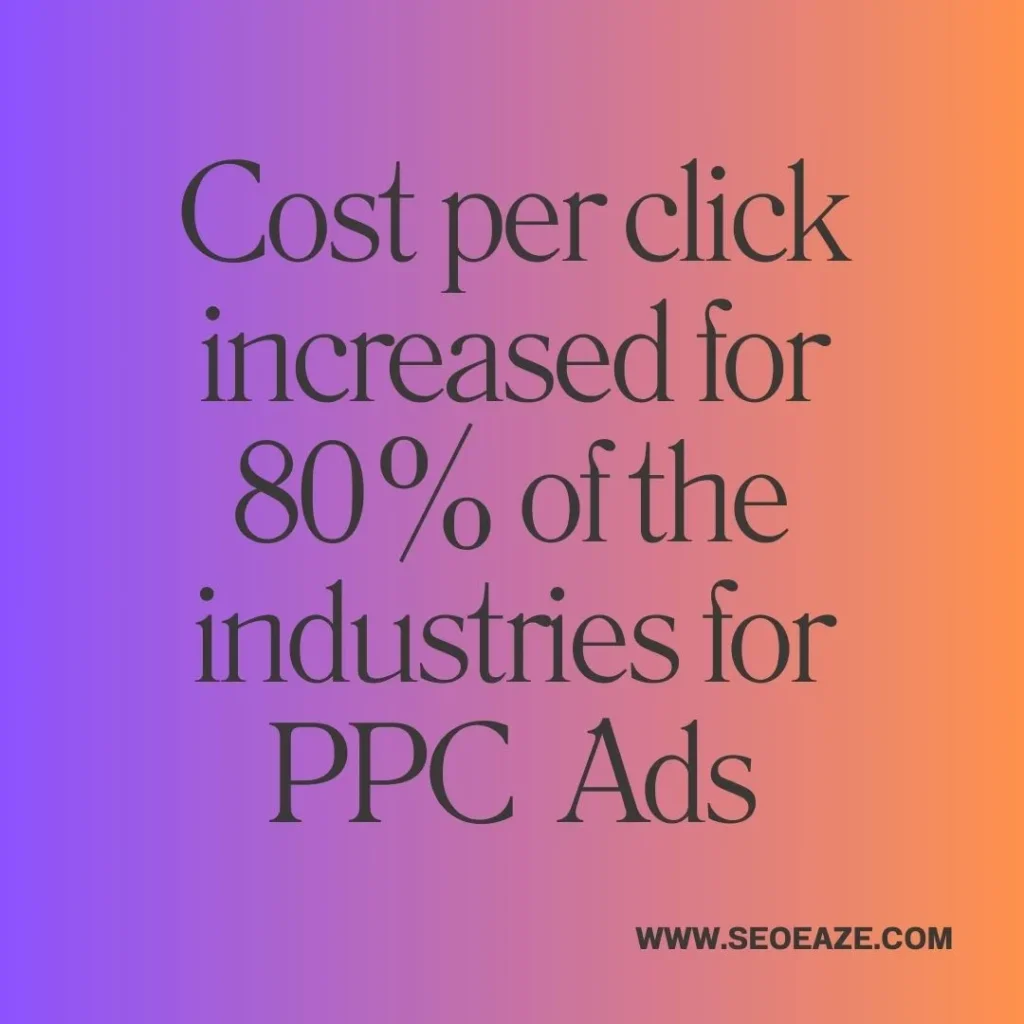 Cost per click
increased for
80% of the
industries for
PPC Ads
WWW.SEOEAZE.COM